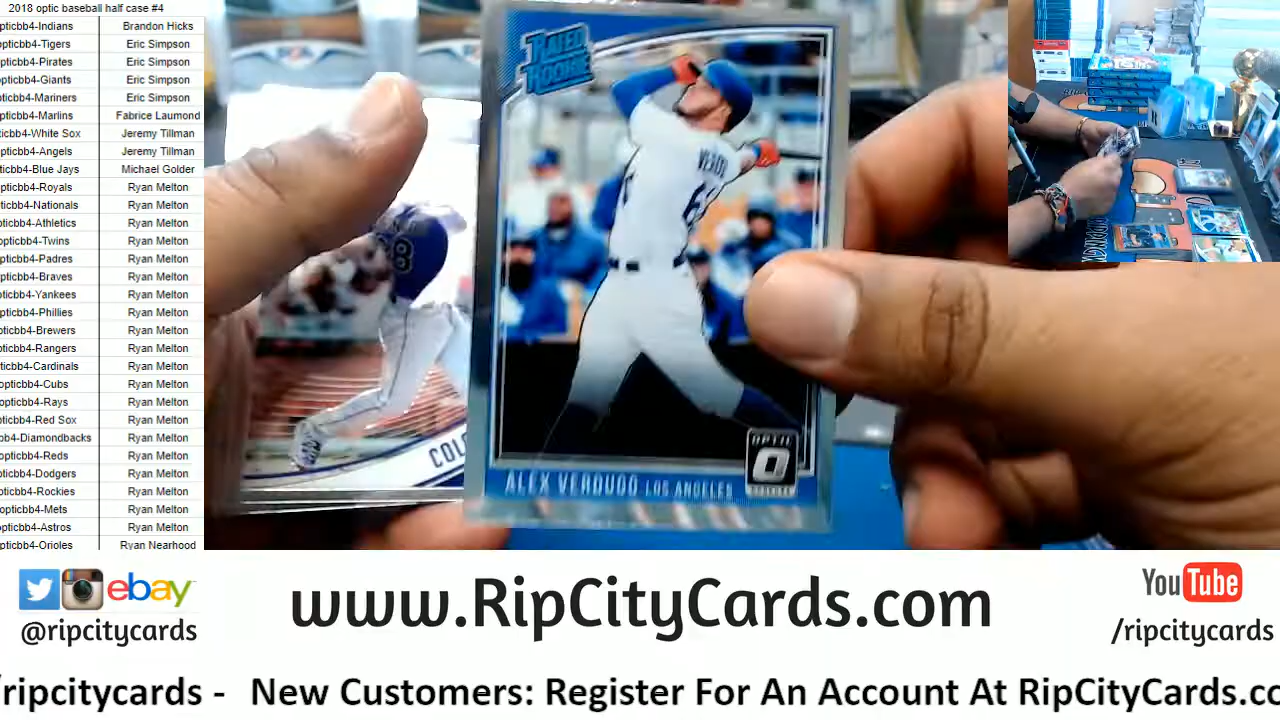 2018 optic baseball half case #4
opticbb4-Indians Brandon Hicks
opticbb4-Tigers Eric Simpson
opticbb4-Pirates Eric Simpson
opticbb4-Giants Eric Simpson
pticbb4-Mariners Eric Simpson
opticbb4-Marlins Fabrice Laumond
ticbb4-White Sox Jeremy Tillman
pticbb4-Angels Jeremy Tillman
pticbb4-Blue Jays Michael Golder
opticbb4-Royals Ryan Melton
pticbb4-Nationals Ryan Melton
pticbb4-Athletics Ryan Melton
opticbb4-Twins Ryan Melton
opticbb4-Padres Ryan Melton
opticbb4-Braves Ryan Melton
pticbb4-Yankees Ryan Melton
pticbb4-Phillies Ryan Melton
pticbb4-Brewers Ryan Melton
pticbb4-Rangers Ryan Melton
ticbb4-Cardinals Ryan Melton
opticbb4-Cubs Ryan Melton
opticbb4-Rays Ryan Melton
pticbb4-Red Sox Ryan Melton
bb4-Diamondbacks Ryan Melton
opticbb4-Reds Ryan Melton
pticbb4-Dodgers Ryan Melton
pticbb4-Rockies Ryan Melton
opticbb4-Mets Ryan Melton
pticbb4-Astros Ryan Melton
pticbb4-Orioles Ryan Nearhood
RATED
ROOKIE
OPTIC
ALEX VERDUGO LOS ANGELES
COLO
ebay
@ripcitycards
www.RipCityCards.com
YouTube
/ripcitycards
/ripcitycards - New Customers: Register For An Account At RipCityCards.co